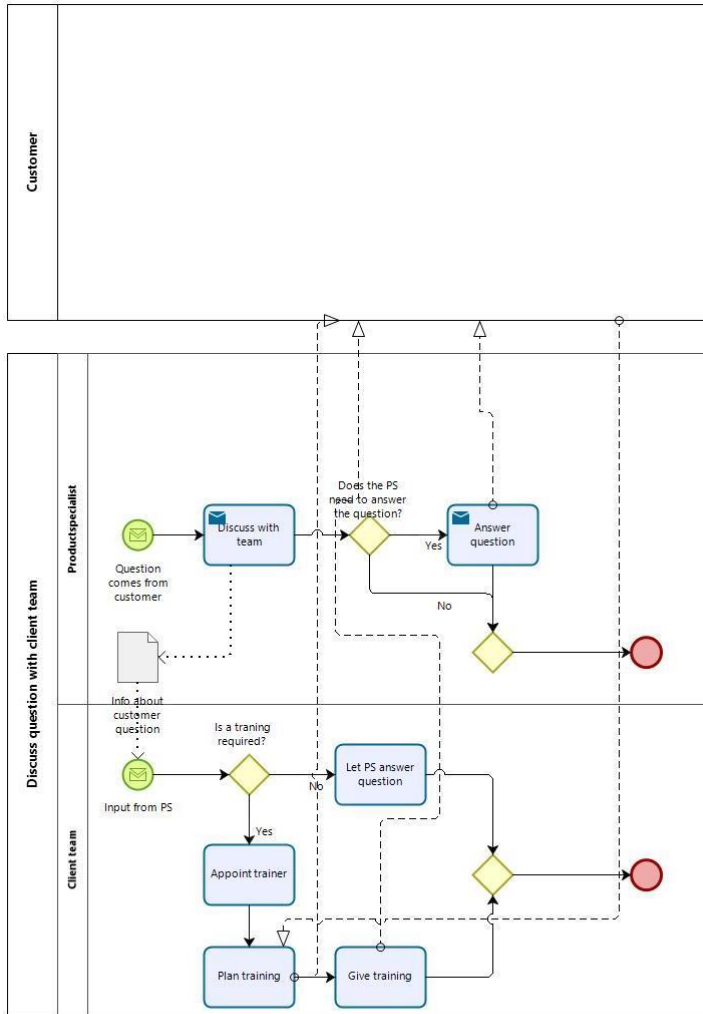 Customer
Discuss question with client team
Productspecialist
Does the PS
need to answer
the question?
Discuss with
team
Answer
question
Yes
Question
comes from
customer
No
Info about
customer
question
Client team
Is a traning
required?
Let PS answer
question
No
Input from PS
Yes
Appoint trainer
Plan training
Give training